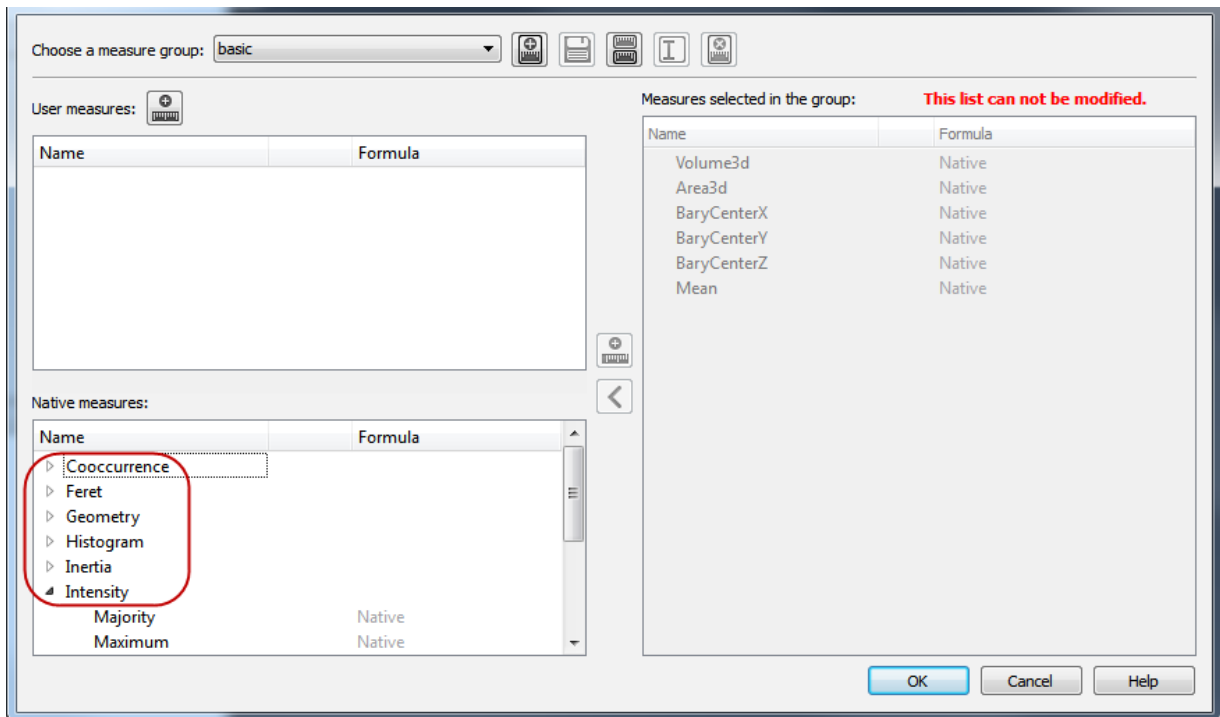 Choose a measure group: basic
User measures:
Name Formula
Native measures:
Name Formula
Cooccurrence
Feret
Geometry
Histogram
Inertia
Intensity
Majority Native
Maximum Native
Measures selected in the group: This list can not be modified.
Name Formula
Volume3d Native
Area3d Native
BaryCenterX Native
BaryCenterY Native
BaryCenterZ Native
Mean Native
OK Cancel Help